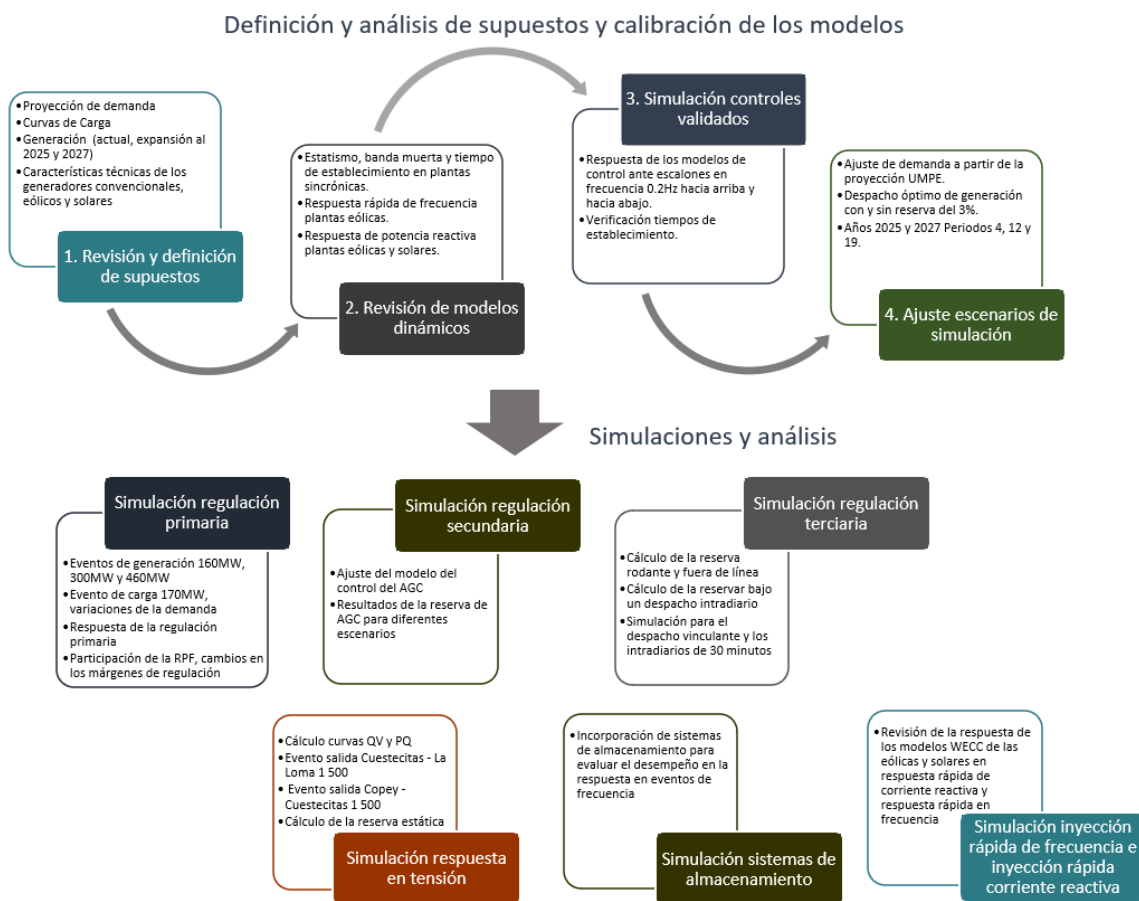 Definición y análisis de supuestos y calibración de los modelos
•Proyección de demanda
•Curvas de Carga
•Generación (actual, expansión al
2025 y 2027)
•Características técnicas de los
generadores convencionales,
eólicos y solares
1. Revisión y definición
de supuestos
•Estatismo, banda muerta y tiempo
de establecimiento en plantas
sincrónicas.
•Respuesta rápida de frecuencia
plantas eólicas.
•Respuesta de potencia reactiva
plantas eólicas y solares.
2. Revisión de modelos
dinámicos
3. Simulación controles
validados
•Respuesta de los modelos de
control ante escalones en
frecuencia 0.2Hz hacia arriba y
hacia abajo.
•Verificación tiempos de
establecimiento.
•Ajuste de demanda a partir de la
proyección UMPE.
•Despacho óptimo de generación
con y sin reserva del 3%.
•Años 2025 y 2027 Periodos 4, 12 y
19.
4. Ajuste escenarios de
simulación
Simulaciones y análisis
Simulación regulación
primaria
•Eventos de generación 160MW,
300MW y 460MW
•Evento de carga 170MW,
variaciones de la demanda
•Respuesta de la regulación
primaria
•Participación de la RPF, cambios en
los márgenes de regulación
Simulación regulación
secundaria
•Ajuste del modelo del
control del AGC
•Resultados de la reserva de
AGC para diferentes
escenarios
Simulación regulación
terciaria
•Cálculo de la reserva
rodante y fuera de línea
•Cálculo de la reservar bajo
un despacho intradiario
•Simulación para el
despacho vinculante y los
intradiarios de 30 minutos
•Cálculo curvas QV y PQ
•Evento salida Cuestecitas - La
Loma 1 500
• Evento salida Copey -
Cuestecitas 1 500
•Cálculo de la reserva estática
Simulación respuesta
en tensión
•Incorporación de sistemas
de almacenamiento para
evaluar el desempeño en la
respuesta en eventos de
frecuencia
Simulación sistemas de
almacenamiento
•Revisión de la respuesta de
los modelos WECC de las
eólicas y solares en
respuesta rápida de
corriente reactiva y
respuesta rápida en
frecuencia
Simulación inyección
rápida de frecuencia e
inyección rápida
corriente reactiva